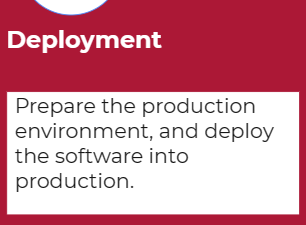 Deployment
Prepare the production
environment, and deploy
the software into
production.